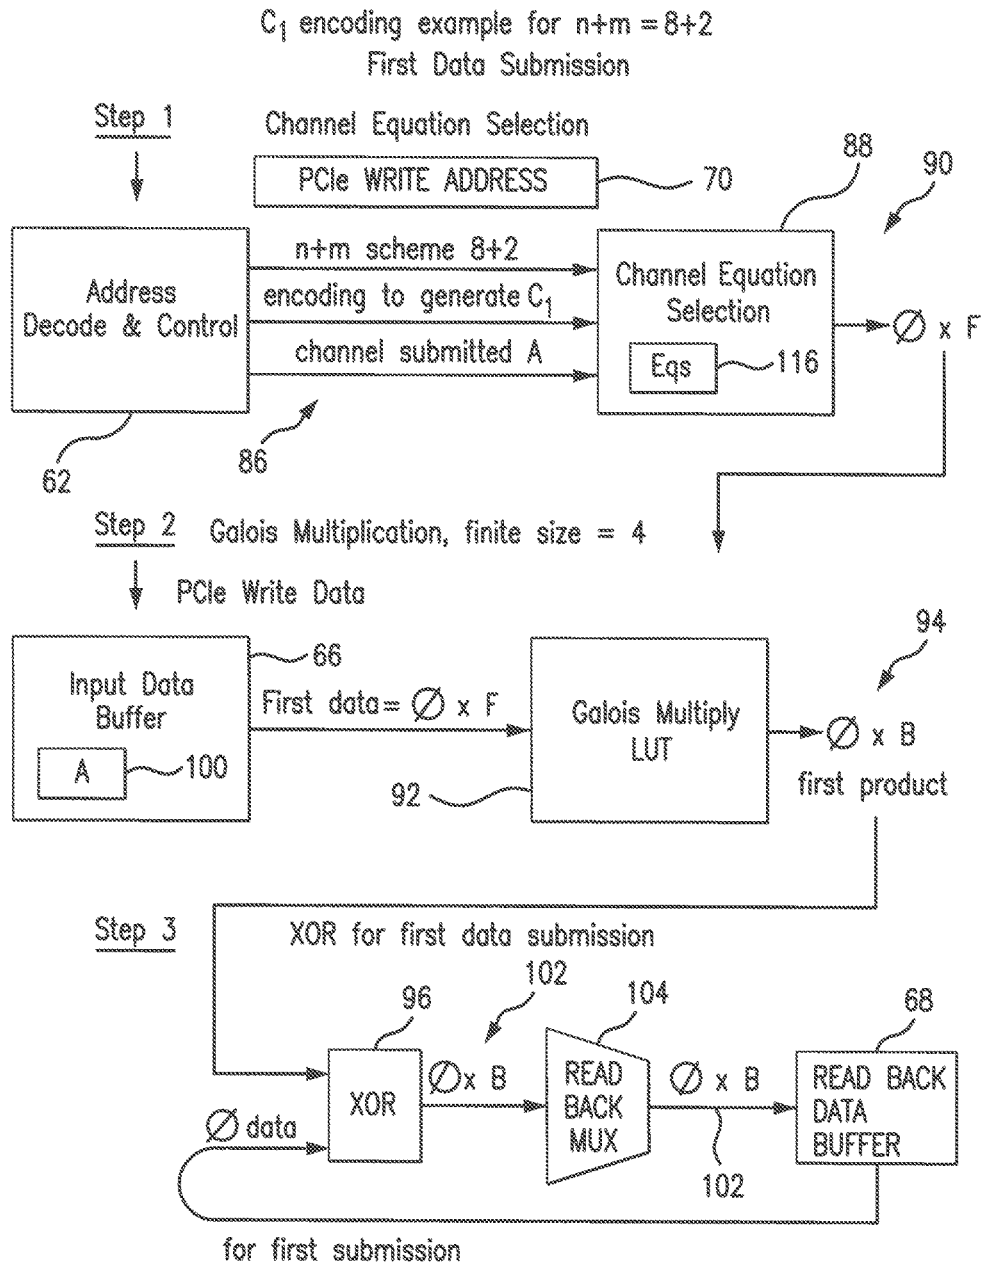 C₁ encoding example for n+m = 8+2
First Data Submission
Step 1
Channel Equation Selection
PCIe WRITE ADDRESS
70
88
90
Address
Decode & Control
n+m scheme 8+2
encoding to generate C₁
channel submitted A
Channel Equation
Selection
Eqs
116
∅ x F
62
86
Step 2
Galois Multiplication, finite size = 4
PCIe Write Data
66
94
Input Data
Buffer
A
100
First data = ∅ x F
Galois Multiply
LUT
92
∅ x B
first product
Step 3
XOR for first data submission
102
96
104
68
XOR
∅ x B
READ
BACK
MUX
∅ x B
READ BACK
DATA
BUFFER
∅ data
102
for first submission